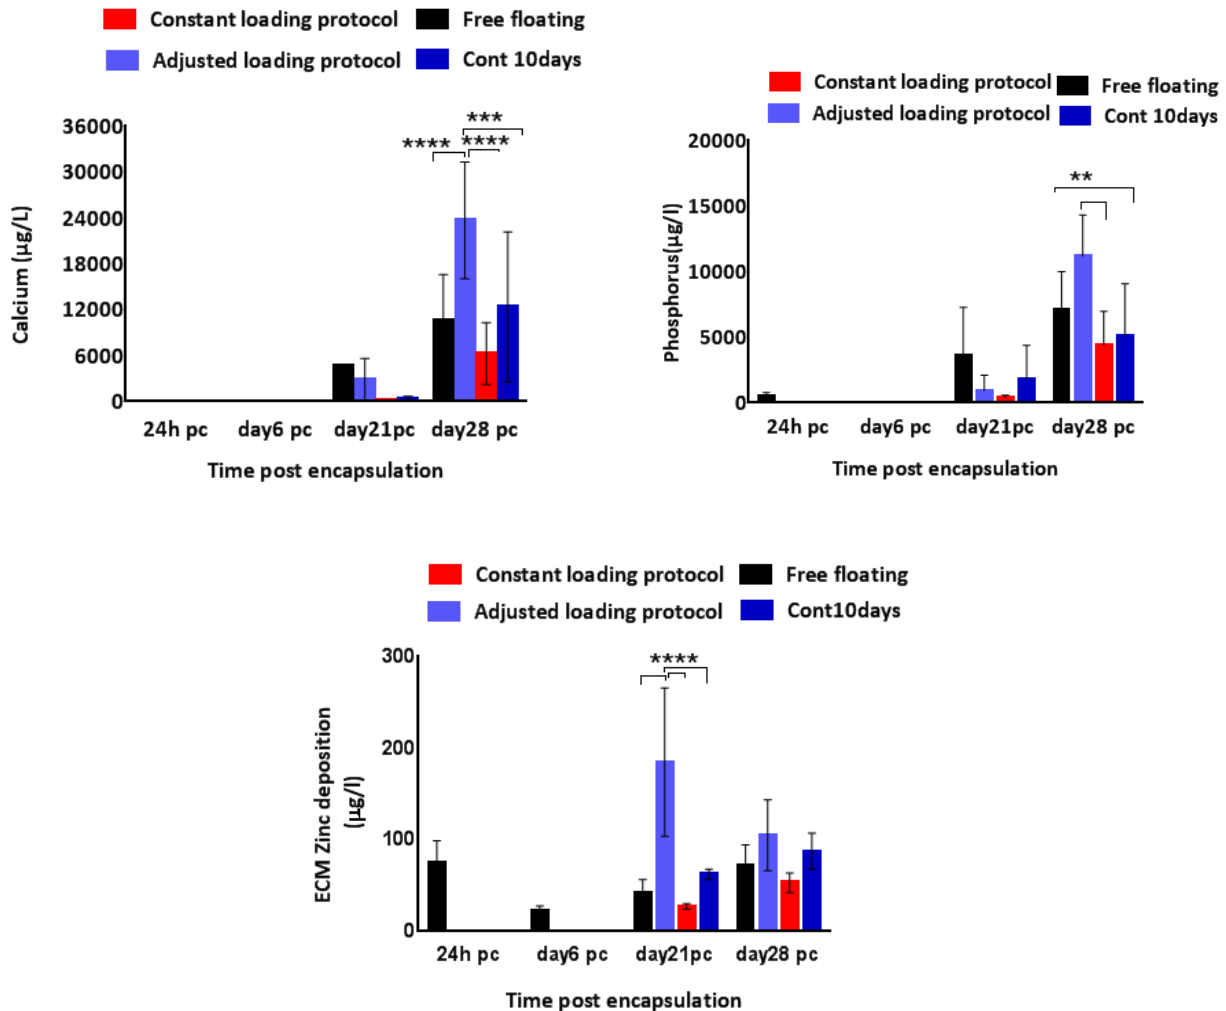 Constant loading protocol Free floating
Adjusted loading protocol Cont 10days
36000
30000
24000
18000
12000
6000
0
Calcium (µg/L)
*** 
**** ****
24h pc day6 pc day21pc day28 pc
Time post encapsulation
Constant loading protocol Free floating
Adjusted loading protocol Cont 10days
20000
15000
10000
5000
0
Phosphorus(µg/l)
**
24h pc day6 pc day21pc day28 pc
Time post encapsulation
Constant loading protocol Free floating
Adjusted loading protocol Cont10days
300
200
100
0
ECM Zinc deposition
(µg/l)
****
24h pc day6 pc day21pc day28 pc
Time post encapsulation